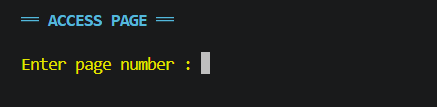 == ACCESS PAGE ==
Enter page number :